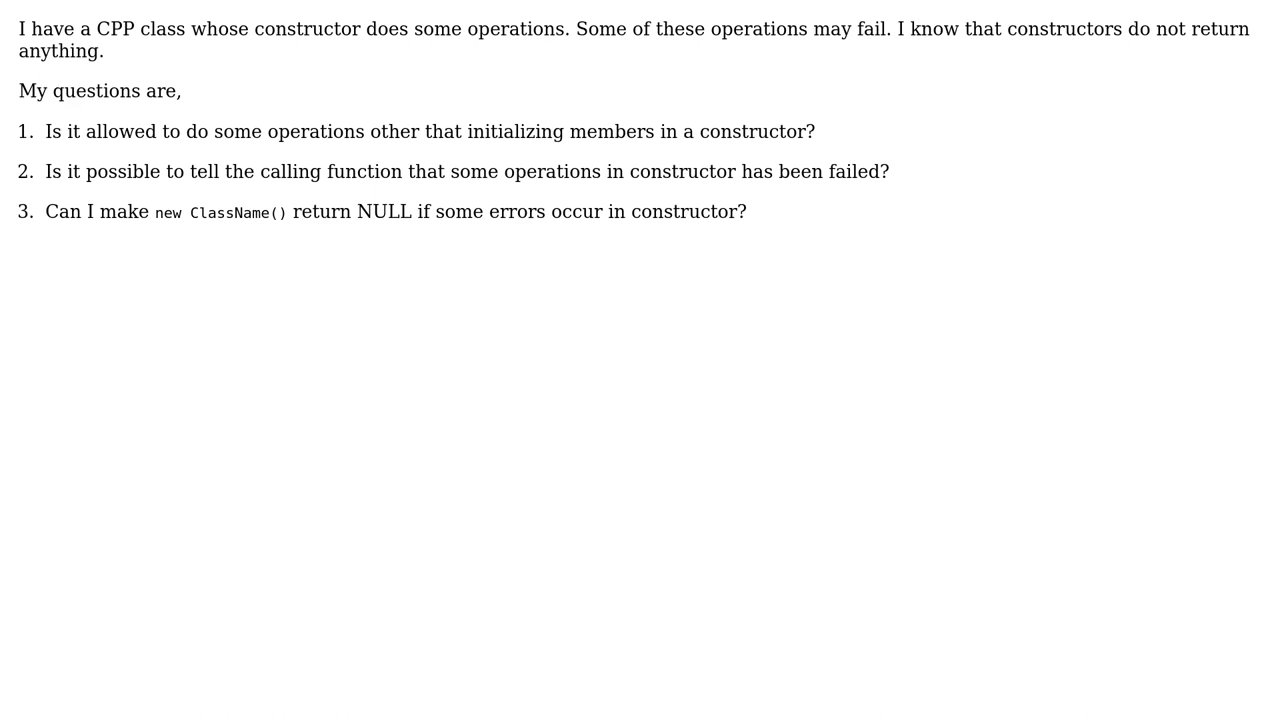 I have a CPP class whose constructor does some operations. Some of these operations may fail. I know that constructors do not return
anything.
My questions are,
1. Is it allowed to do some operations other that initializing members in a constructor?
2. Is it possible to tell the calling function that some operations in constructor has been failed?
3. Can I make new ClassName() return NULL if some errors occur in constructor?